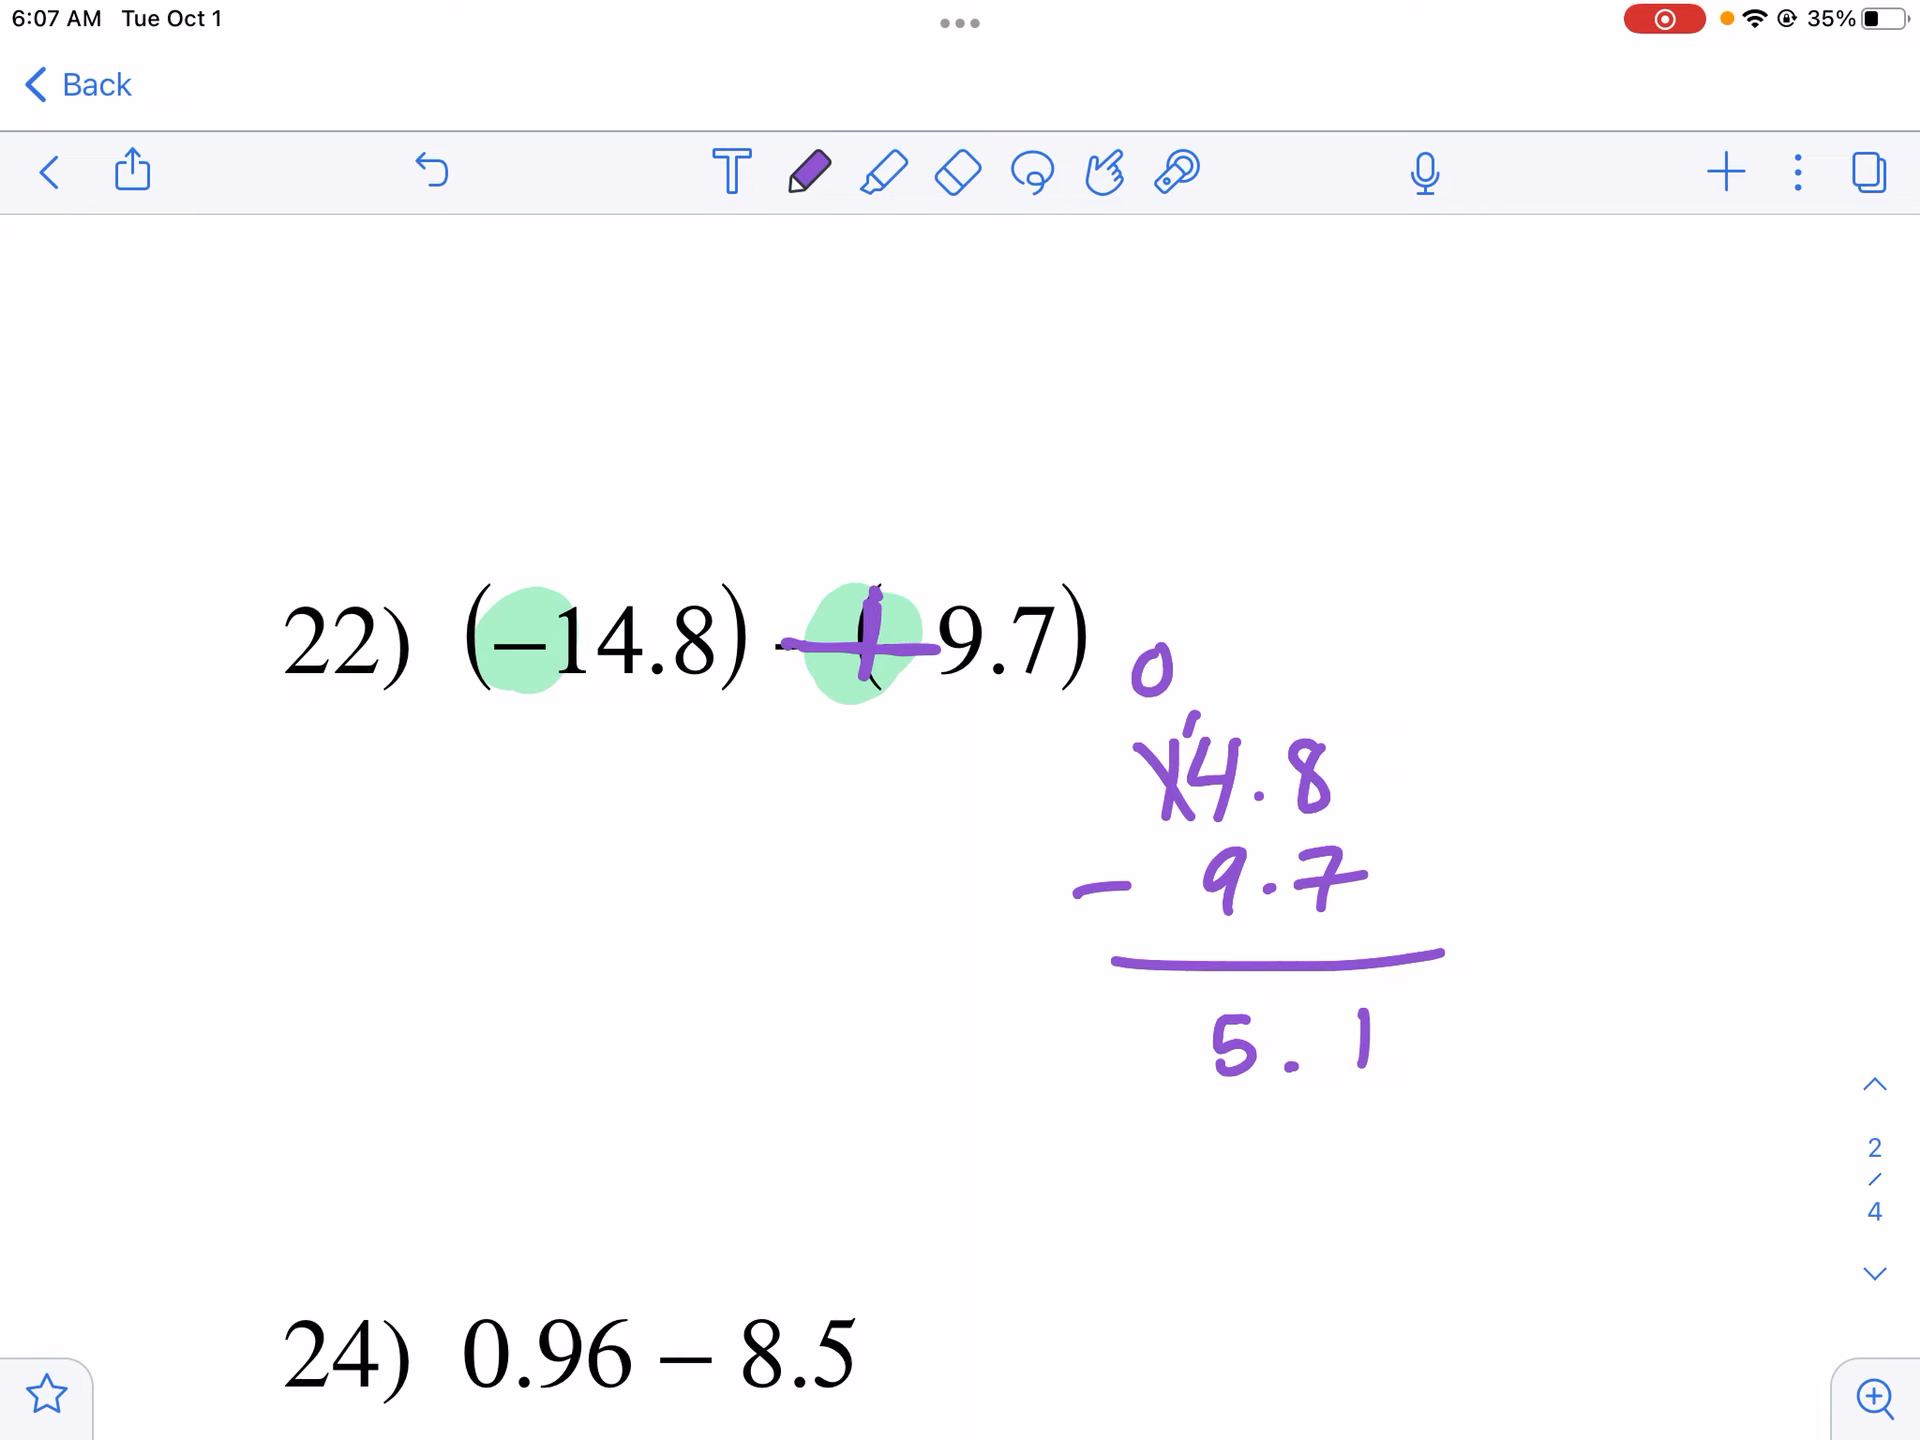 6:07 AM Tue Oct 1
35%
Back
22) (−14.8) − (−9.7)
+
0
1
14.8
− 9.7
5.1
2
/
4
24) 0.96 − 8.5